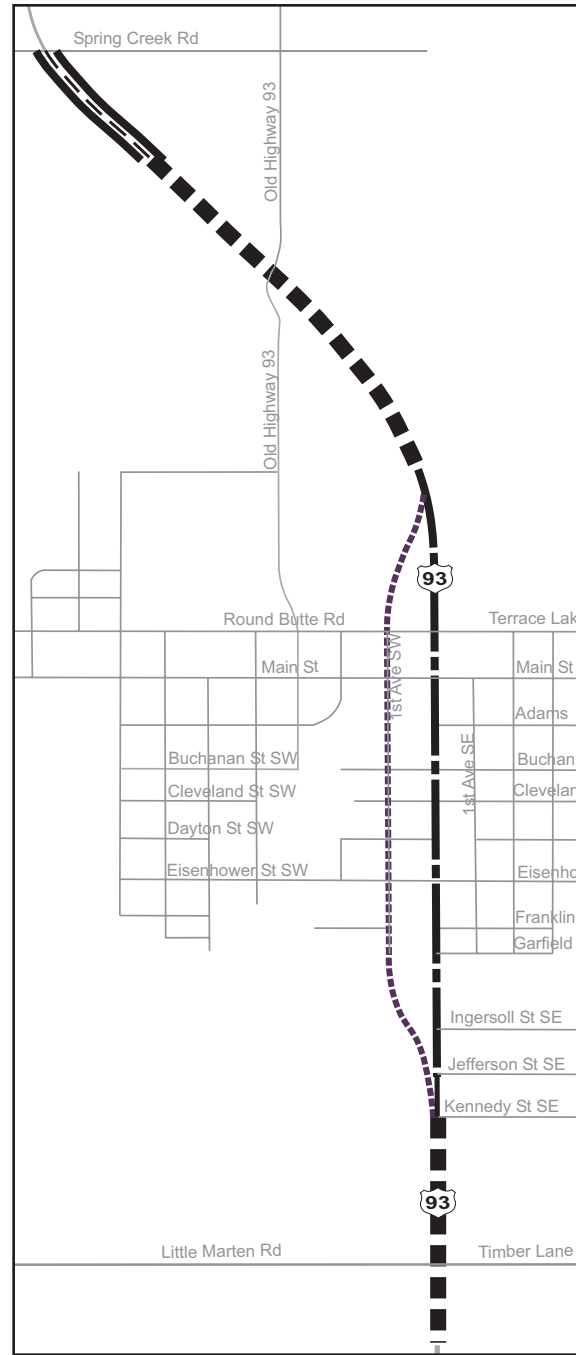 Spring Creek Rd
Old Highway 93
Old Highway 93
93
Round Butte Rd
Terrace Lak
1st Ave SW
Main St
Main St
Adams
1st Ave SE
Buchanan St SW
Buchan
Cleveland St SW
Clevelan
Dayton St SW
Eisenhower St SW
Eisenho
Franklin
Garfield
Ingersoll St SE
Jefferson St SE
Kennedy St SE
93
Little Marten Rd
Timber Lane